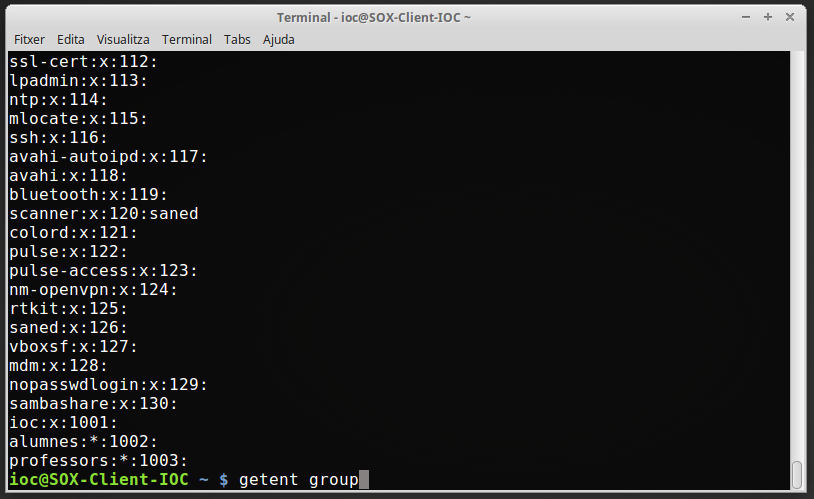 Terminal - ioc@SOX-Client-IOC ~
Fitxer Edita Visualitza Terminal Tabs Ajuda
ssl-cert:x:112:
lpadmin:x:113:
ntp:x:114:
mlocate:x:115:
ssh:x:116:
avahi-autoipd:x:117:
avahi:x:118:
bluetooth:x:119:
scanner:x:120:saned
colord:x:121:
pulse:x:122:
pulse-access:x:123:
nm-openvpn:x:124:
rtkit:x:125:
saned:x:126:
vboxsf:x:127:
mdm:x:128:
nopasswdlogin:x:129:
sambashare:x:130:
ioc:x:1001:
alumnes:*:1002:
professors:*:1003:
ioc@SOX-Client-IOC ~ $ getent group